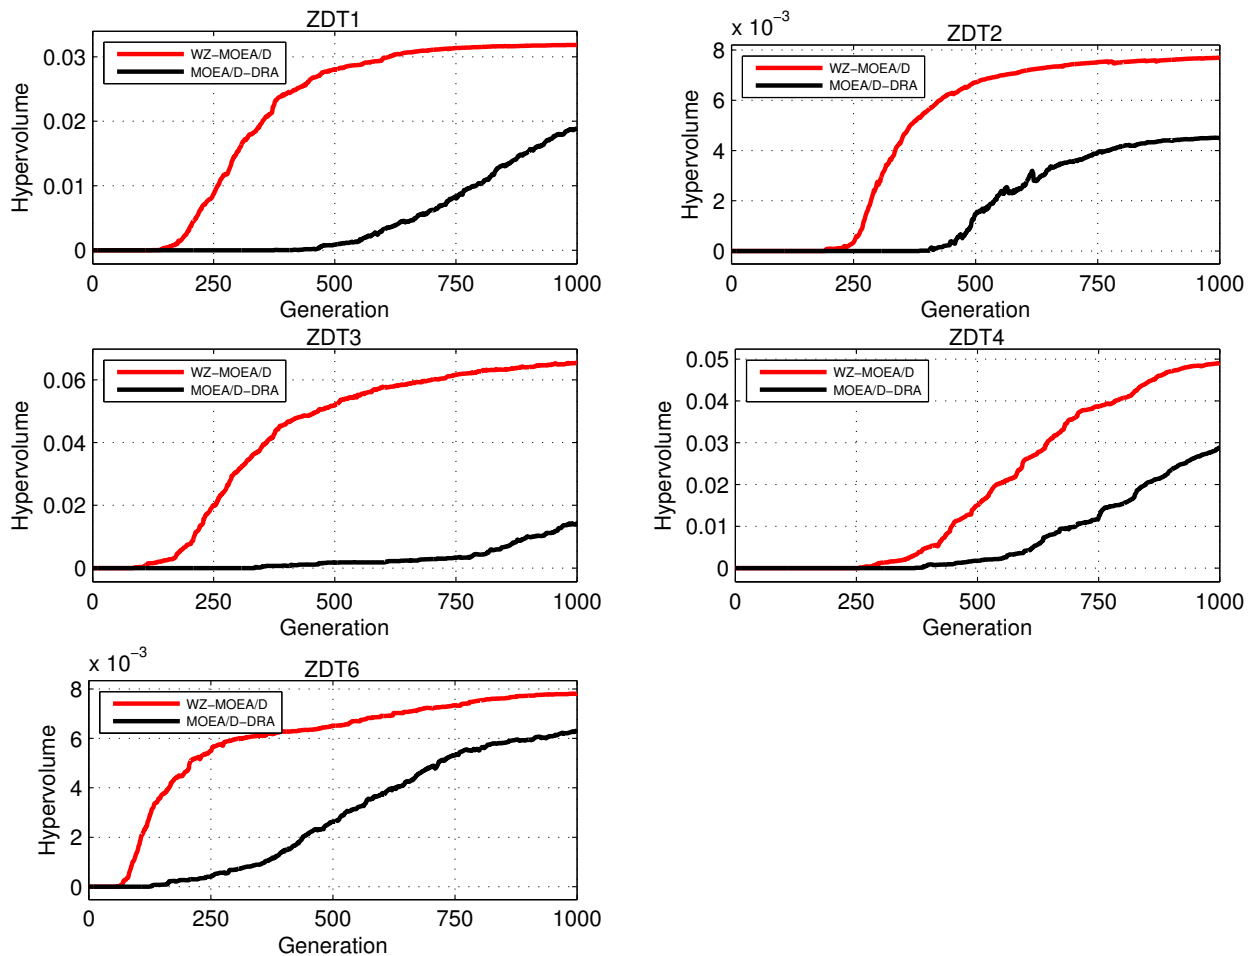 ZDT1
Hypervolume
0.03
0.02
0.01
0
WZ−MOEA/D
MOEA/D−DRA
0 250 500 750 1000
Generation
x 10−3
ZDT2
Hypervolume
8
6
4
2
0
WZ−MOEA/D
MOEA/D−DRA
0 250 500 750 1000
Generation
ZDT3
Hypervolume
0.06
0.04
0.02
0
WZ−MOEA/D
MOEA/D−DRA
0 250 500 750 1000
Generation
ZDT4
Hypervolume
0.05
0.04
0.03
0.02
0.01
0
WZ−MOEA/D
MOEA/D−DRA
0 250 500 750 1000
Generation
x 10−3
ZDT6
Hypervolume
8
6
4
2
0
WZ−MOEA/D
MOEA/D−DRA
0 250 500 750 1000
Generation